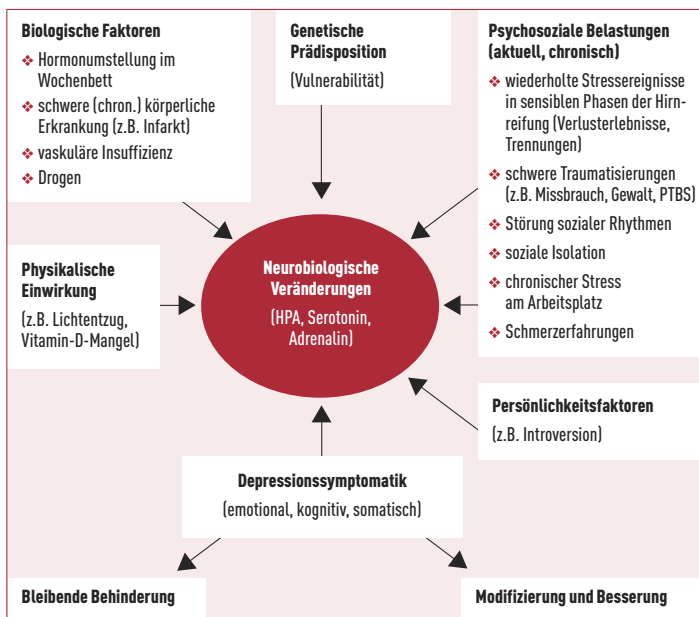 Biologische Faktoren
❖ Hormonumstellung im
Wochenbett
❖ schwere (chron.) körperliche
Erkrankung (z.B. Infarkt)
❖ vaskuläre Insuffizienz
❖ Drogen
Genetische
Prädisposition
(Vulnerabilität)
Psychosoziale Belastungen
(aktuell, chronisch)
❖ wiederholte Stressereignisse
in sensiblen Phasen der Hirn-
reifung (Verlusterlebnisse,
Trennungen)
❖ schwere Traumatisierungen
(z.B. Missbrauch, Gewalt, PTBS)
❖ Störung sozialer Rhythmen
❖ soziale Isolation
❖ chronischer Stress
am Arbeitsplatz
❖ Schmerzerfahrungen
Physikalische
Einwirkung
(z.B. Lichtentzug,
Vitamin-D-Mangel)
Neurobiologische
Veränderungen
(HPA, Serotonin,
Adrenalin)
Persönlichkeitsfaktoren
(z.B. Introversion)
Depressionssymptomatik
(emotional, kognitiv, somatisch)
Bleibende Behinderung
Modifizierung und Besserung